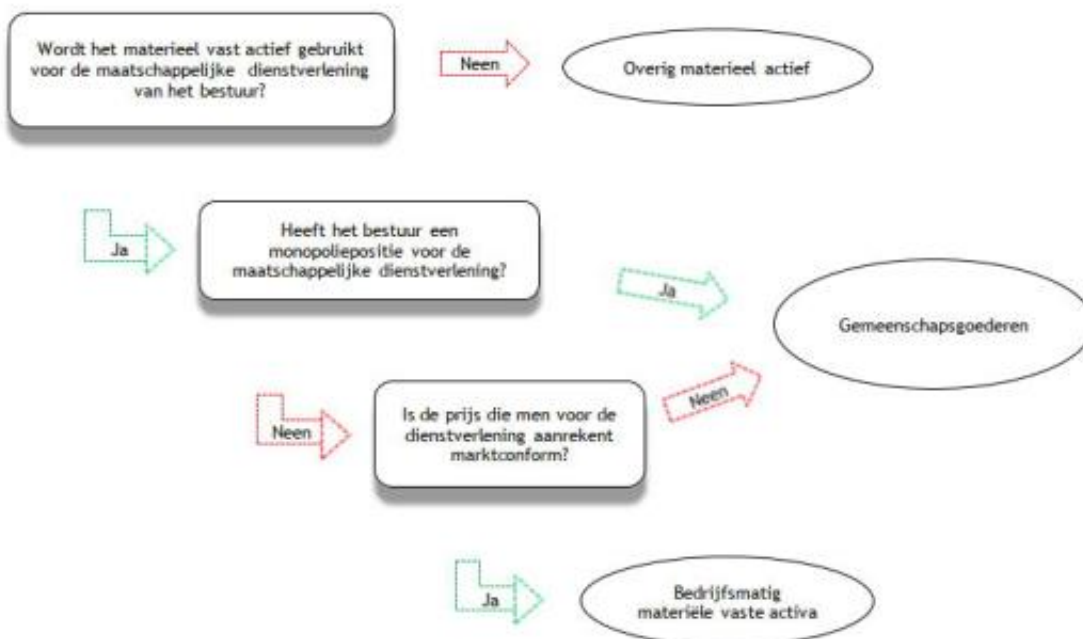 Wordt het materieel vast actief gebruikt
voor de maatschappelijke dienstverlening
van het bestuur?
Neen
Overig materieel actief
Ja
Heeft het bestuur een
monopoliepositie voor de
maatschappelijke dienstverlening?
Ja
Gemeenschapsgoederen
Neen
Is de prijs die men voor de
dienstverlening aanrekent
marktconform?
Neen
Ja
Bedrijfsmatig
materiële vaste activa